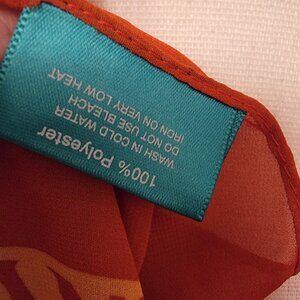 100% Polyester
WASH IN COLD WATER
DO NOT USE BLEACH
IRON ON VERY LOW HEAT